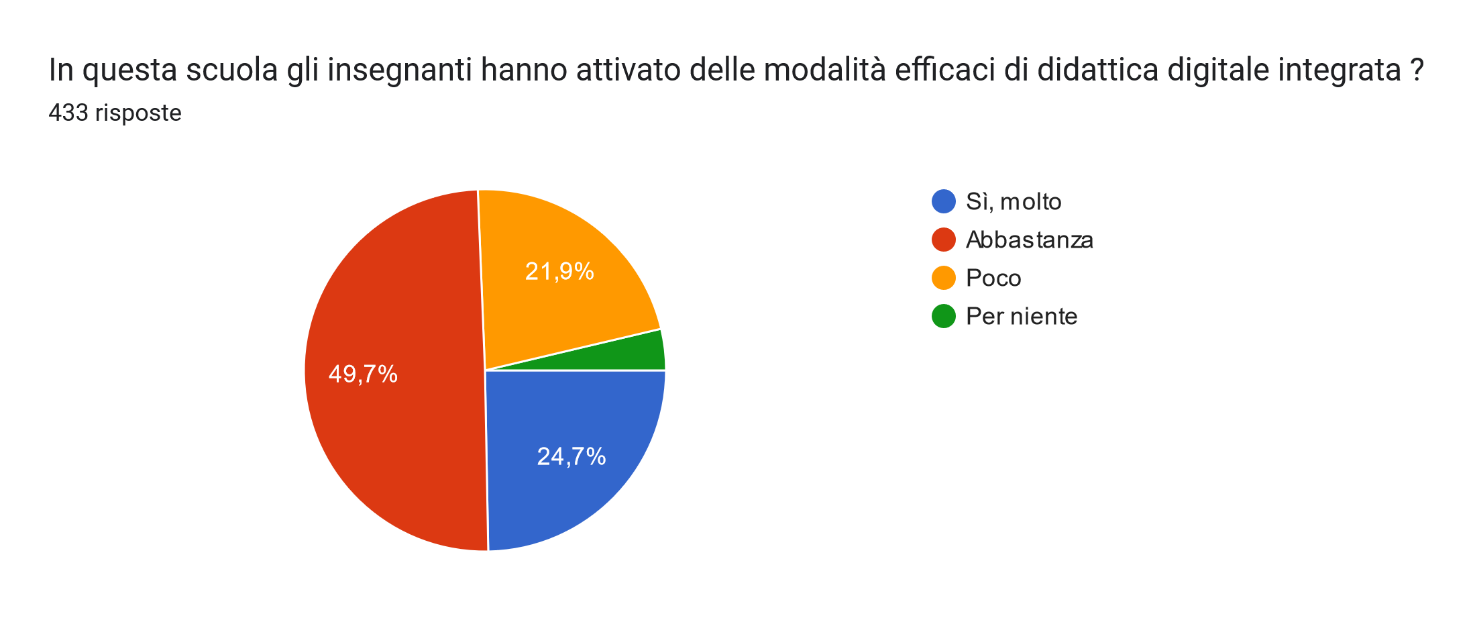 In questa scuola gli insegnanti hanno attivato delle modalità efficaci di didattica digitale integrata ?
433 risposte
Sì, molto
Abbastanza
Poco
Per niente
21,9%
49,7%
24,7%